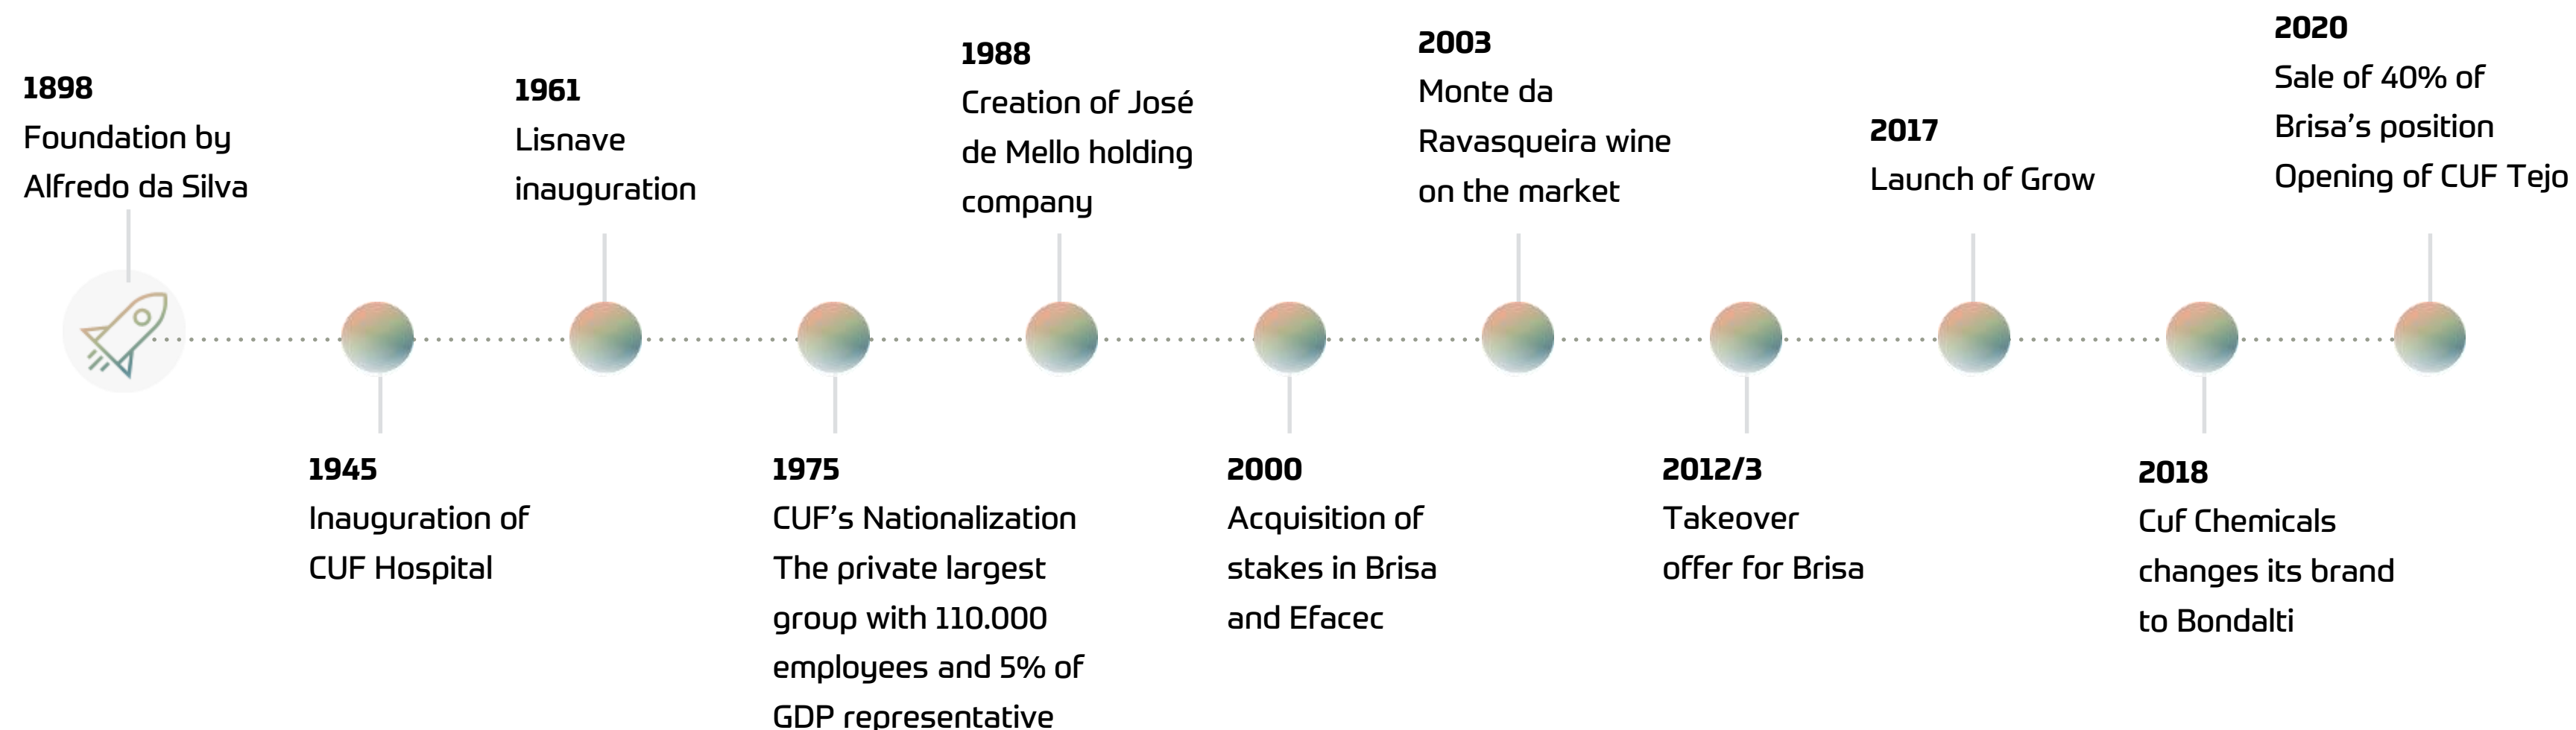 1898
Foundation by
Alfredo da Silva
1945
Inauguration of
CUF Hospital
1961
Lisnave
inauguration
1975
CUF's Nationalization
The private largest
group with 110.000
employees and 5% of
GDP representative
1988
Creation of José
de Mello holding
company
2000
Acquisition of
stakes in Brisa
and Efacec
2003
Monte da
Ravasqueira wine
on the market
2012/3
Takeover
offer for Brisa
2017
Launch of Grow
2018
Cuf Chemicals
changes its brand
to Bondalti
2020
Sale of 40% of
Brisa's position
Opening of CUF Tejo